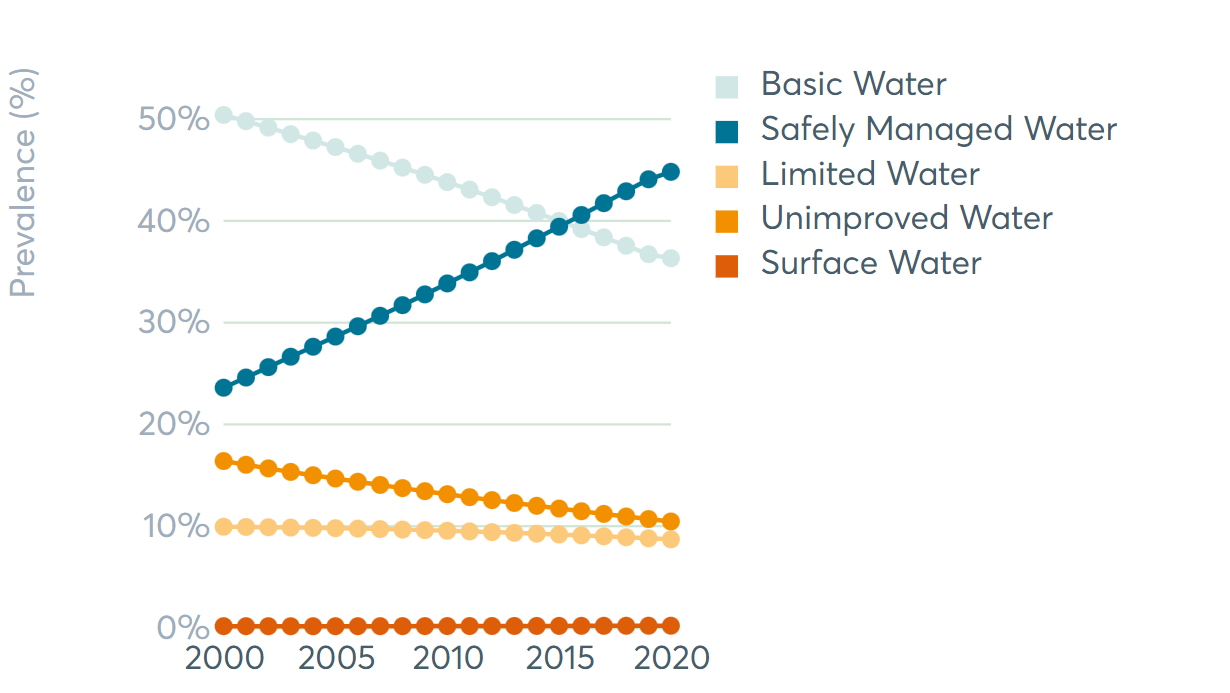 Prevalence (%)
50%
40%
30%
20%
10%
0%
2000 2005 2010 2015 2020
Basic Water
Safely Managed Water
Limited Water
Unimproved Water
Surface Water